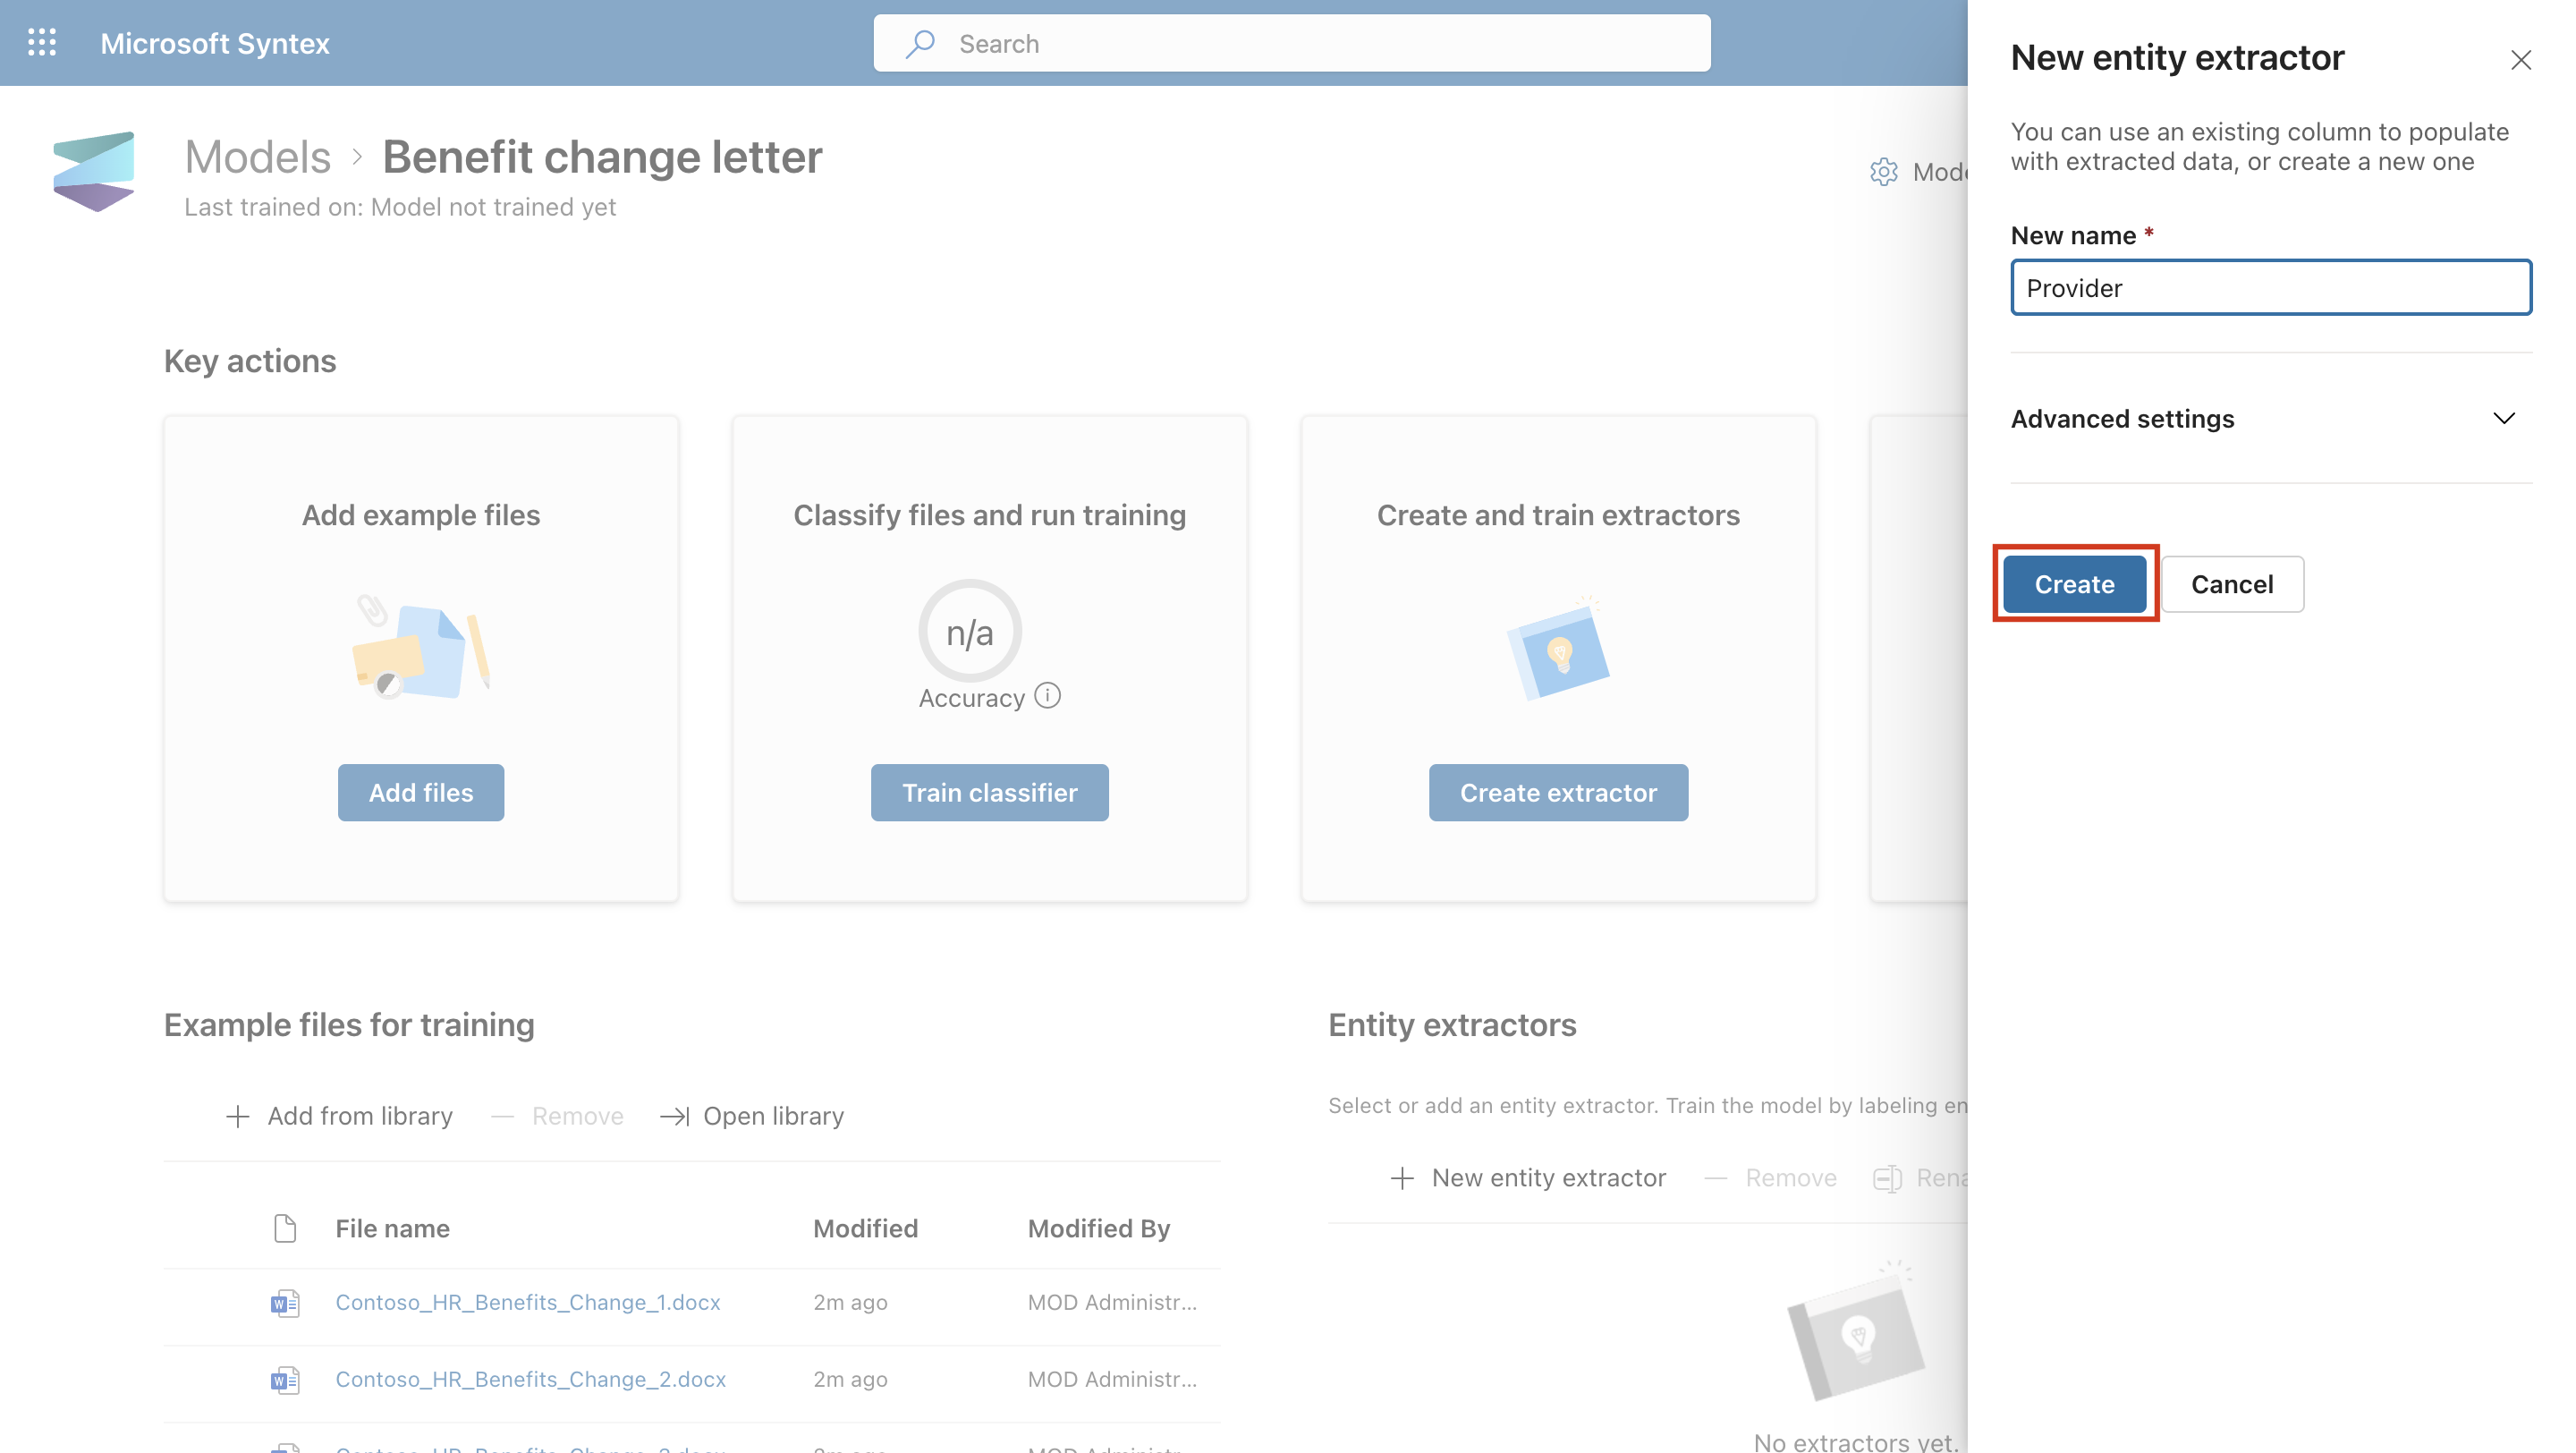 Microsoft Syntex
Search
Models > Benefit change letter
Last trained on: Model not trained yet
Key actions
Add example files
Add files
Classify files and run training
n/a
Accuracy
Train classifier
Create and train extractors
Create extractor
Example files for training
Add from library
Remove
Open library
File name Modified Modified By
Contoso_HR_Benefits_Change_1.docx 2m ago MOD Administr...
Contoso_HR_Benefits_Change_2.docx 2m ago MOD Administr...
Entity extractors
Select or add an entity extractor. Train the model by labeling en
New entity extractor
Remove
Rena
No extractors yet.
New entity extractor
You can use an existing column to populate
with extracted data, or create a new one
New name *
Provider
Advanced settings
Create
Cancel